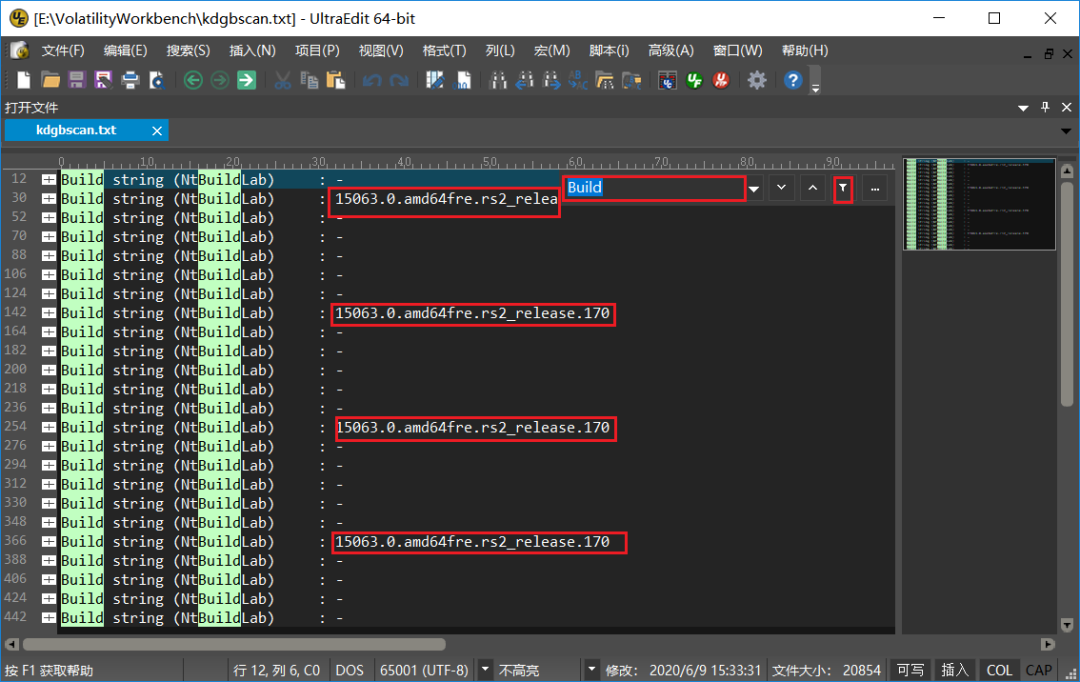 [E:\VolatilityWorkbench\kdgbscan.txt] - UltraEdit 64-bit
文件(F) 编辑(E) 搜索(S) 插入(N) 项目(P) 视图(V) 格式(T) 列(L) 宏(M) 脚本(i) 高级(A) 窗口(W) 帮助(H)
打开文件
kdgbscan.txt
0 10 20 30 40 50 60 70 80 90
12 Build string (NtBuildLab) : -
Build
30 Build string (NtBuildLab) : 15063.0.amd64fre.rs2_relea
52 Build string (NtBuildLab) : -
70 Build string (NtBuildLab) : -
88 Build string (NtBuildLab) : -
106 Build string (NtBuildLab) : -
124 Build string (NtBuildLab) : -
142 Build string (NtBuildLab) : 15063.0.amd64fre.rs2_release.170
164 Build string (NtBuildLab) : -
182 Build string (NtBuildLab) : -
200 Build string (NtBuildLab) : -
218 Build string (NtBuildLab) : -
236 Build string (NtBuildLab) : -
254 Build string (NtBuildLab) : 15063.0.amd64fre.rs2_release.170
276 Build string (NtBuildLab) : -
294 Build string (NtBuildLab) : -
312 Build string (NtBuildLab) : -
330 Build string (NtBuildLab) : -
348 Build string (NtBuildLab) : -
366 Build string (NtBuildLab) : 15063.0.amd64fre.rs2_release.170
388 Build string (NtBuildLab) : -
406 Build string (NtBuildLab) : -
424 Build string (NtBuildLab) : -
442 Build string (NtBuildLab) : -
按 F1 获取帮助 行 12, 列 6, C0 DOS 65001 (UTF-8) 不高亮 修改: 2020/6/9 15:33:31 文件大小: 20854 可写 插入 COL CAP